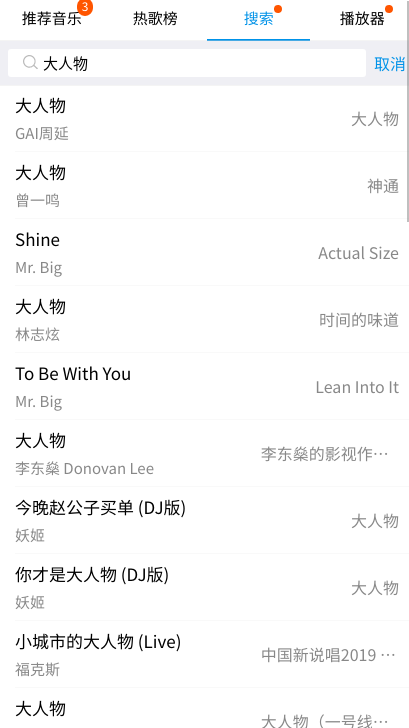 推荐音乐 3 热歌榜 搜索 播放器
大人物 取消
大人物
GAI周延 大人物
大人物
曾一鸣 神通
Shine
Mr. Big Actual Size
大人物
林志炫 时间的味道
To Be With You
Mr. Big Lean Into It
大人物
李东燊 Donovan Lee 李东燊的影视作…
今晚赵公子买单 (DJ版)
妖姬 大人物
你才是大人物 (DJ版)
妖姬 大人物
小城市的大人物 (Live)
福克斯 中国新说唱2019 …
大人物
大人物（一号线…